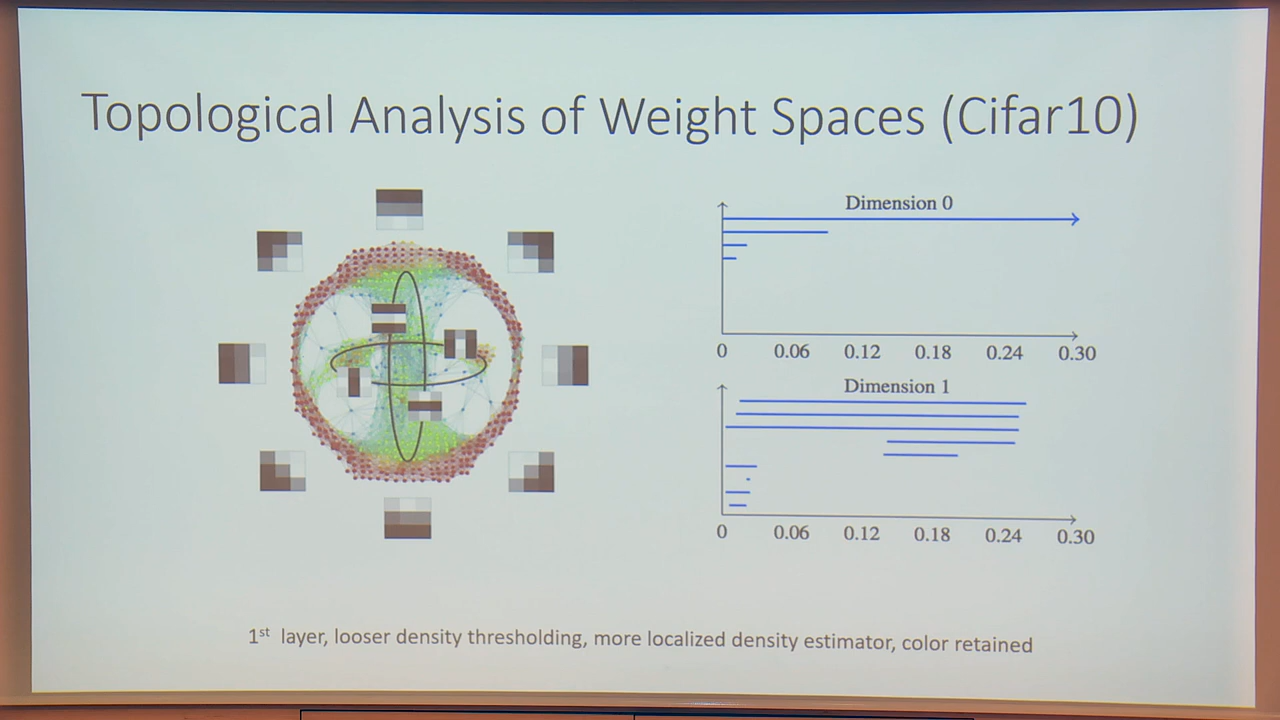 Topological Analysis of Weight Spaces (Cifar10)
Dimension 0
0 0.06 0.12 0.18 0.24 0.30
Dimension 1
0 0.06 0.12 0.18 0.24 0.30
1st layer, looser density thresholding, more localized density estimator, color retained